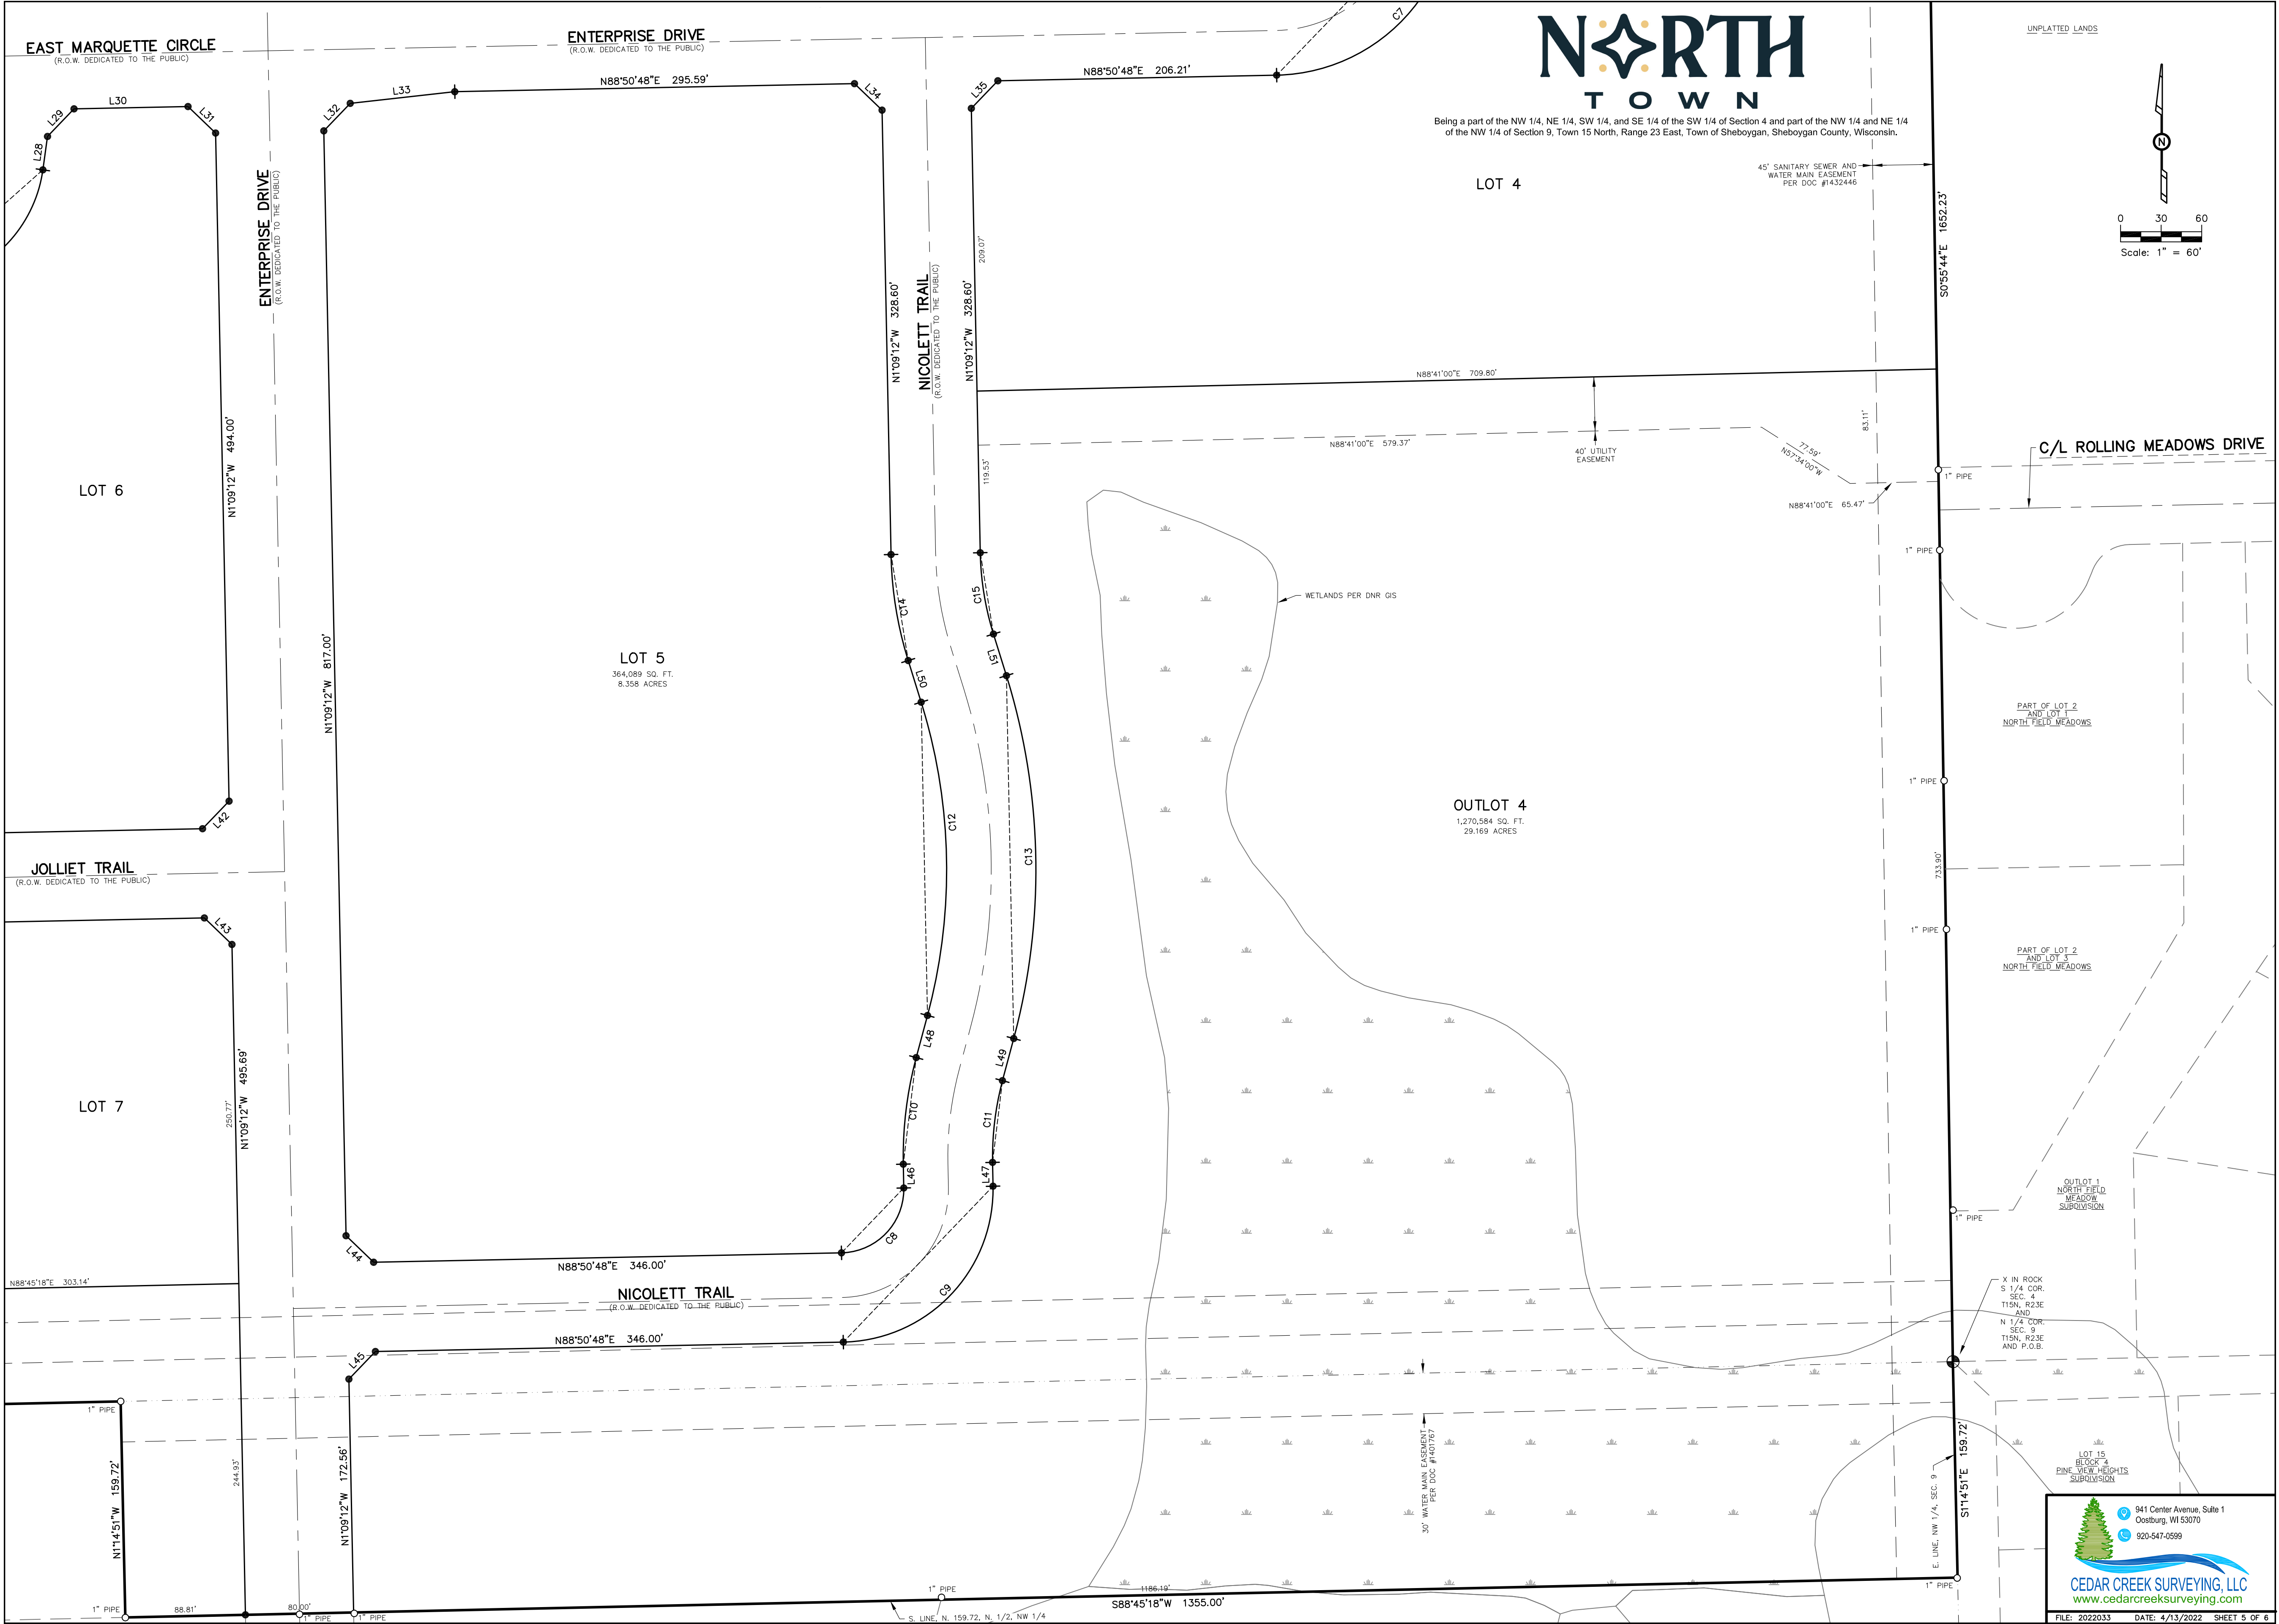 EAST MARQUETTE CIRCLE
(R.O.W. DEDICATED TO THE PUBLIC)
ENTERPRISE DRIVE
(R.O.W. DEDICATED TO THE PUBLIC)
C7
NORTH
TOWN
Being a part of the NW 1/4, NE 1/4, SW 1/4, and SE 1/4 of the SW 1/4 of Section 4 and part of the NW 1/4 and NE 1/4
of the NW 1/4 of Section 9, Town 15 North, Range 23 East, Town of Sheboygan, Sheboygan County, Wisconsin.
UNPLATTED LANDS
N
0 30 60
Scale: 1" = 60'
L28
L29
L30
L31
L32
L33
N88°50'48"E 295.59'
L34
L35
N88°50'48"E 206.21'
LOT 4
45' SANITARY SEWER AND
WATER MAIN EASEMENT
PER DOC #1432446
S0°55'44"E 1652.23'
ENTERPRISE DRIVE
(R.O.W. DEDICATED TO THE PUBLIC)
NICOLETT TRAIL
(R.O.W. DEDICATED TO THE PUBLIC)
N1°09'12"W 328.60'
N1°09'12"W 328.60'
209.07'
119.53'
N88°41'00"E 709.80'
N88°41'00"E 579.37'
40' UTILITY
EASEMENT
77.59'
N57°34'00"W
83.11'
N88°41'00"E 65.47'
C/L ROLLING MEADOWS DRIVE
1" PIPE
1" PIPE
LOT 6
N1°09'12"W 494.00'
N1°09'12"W 817.00'
LOT 5
364,089 SQ. FT.
8.358 ACRES
C14
C15
L50
L51
C12
C13
WETLANDS PER DNR GIS
OUTLOT 4
1,270,584 SQ. FT.
29.169 ACRES
PART OF LOT 2
AND LOT 1
NORTH FIELD MEADOWS
1" PIPE
733.90'
1" PIPE
PART OF LOT 2
AND LOT 3
NORTH FIELD MEADOWS
L42
JOLLIET TRAIL
(R.O.W. DEDICATED TO THE PUBLIC)
L43
LOT 7
250.77'
N1°09'12"W 495.69'
L48
L49
C10
C11
L46
L47
C8
C9
L44
N88°50'48"E 346.00'
NICOLETT TRAIL
(R.O.W. DEDICATED TO THE PUBLIC)
N88°50'48"E 346.00'
L45
N88°45'18"E 303.14'
OUTLOT 1
NORTH FIELD
MEADOW
SUBDIVISION
1" PIPE
X IN ROCK
S 1/4 COR.
SEC. 4
T15N, R23E
AND
N 1/4 COR.
SEC. 9
T15N, R23E
AND P.O.B.
1" PIPE
N1°14'51"W 159.72'
244.93'
N1°09'12"W 172.56'
30' WATER MAIN EASEMENT
PER DOC #1401767
E. LINE, NW 1/4, SEC. 9
S1°14'51"E 159.72'
LOT 15
BLOCK 4
PINE VIEW HEIGHTS
SUBDIVISION
1" PIPE
88.81'
80.00'
1" PIPE
1" PIPE
1" PIPE
S. LINE, N. 159.72, N. 1/2, NW 1/4
1186.19'
S88°45'18"W 1355.00'
1" PIPE
941 Center Avenue, Suite 1
Oostburg, WI 53070
920-547-0599
CEDAR CREEK SURVEYING, LLC
www.cedarcreeksurveying.com
FILE: 2022033 DATE: 4/13/2022 SHEET 5 OF 6